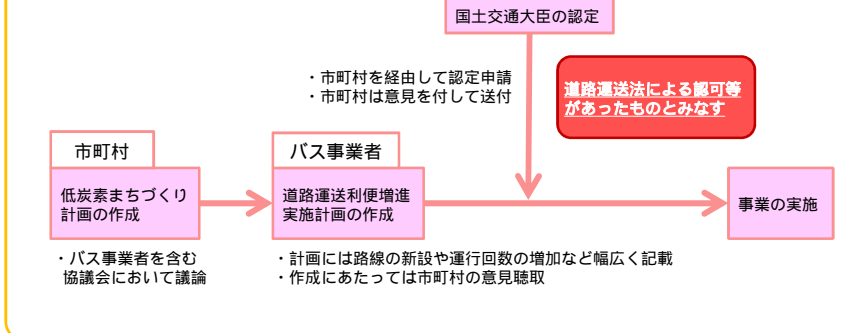 国土交通大臣の認定
・市町村を経由して認定申請
・市町村は意見を付して送付
道路運送法による認可等
があったものとみなす
市町村
低炭素まちづくり
計画の作成
・バス事業者を含む
協議会において議論
バス事業者
道路運送利便増進
実施計画の作成
・計画には路線の新設や運行回数の増加など幅広く記載
・作成にあたっては市町村の意見聴取
事業の実施